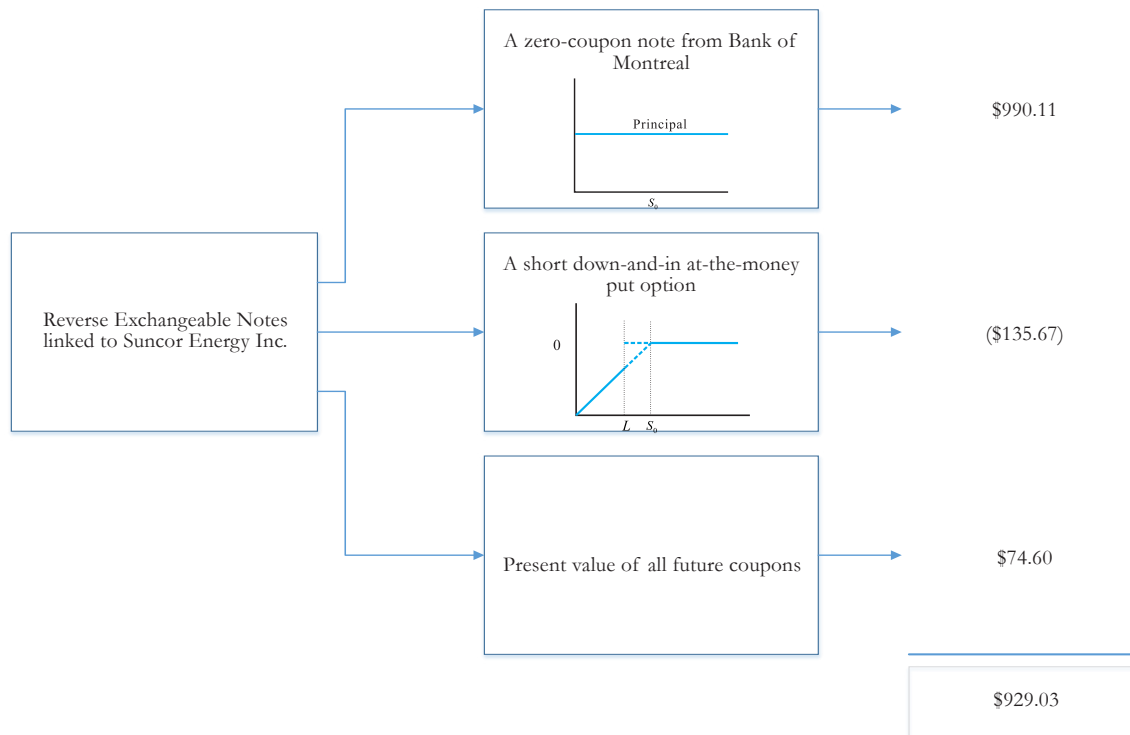 A zero-coupon note from Bank of
Montreal
Principal
S₀
$990.11
Reverse Exchangeable Notes
linked to Suncor Energy Inc.
A short down-and-in at-the-money
put option
0
L S₀
($135.67)
Present value of all future coupons
$74.60
$929.03